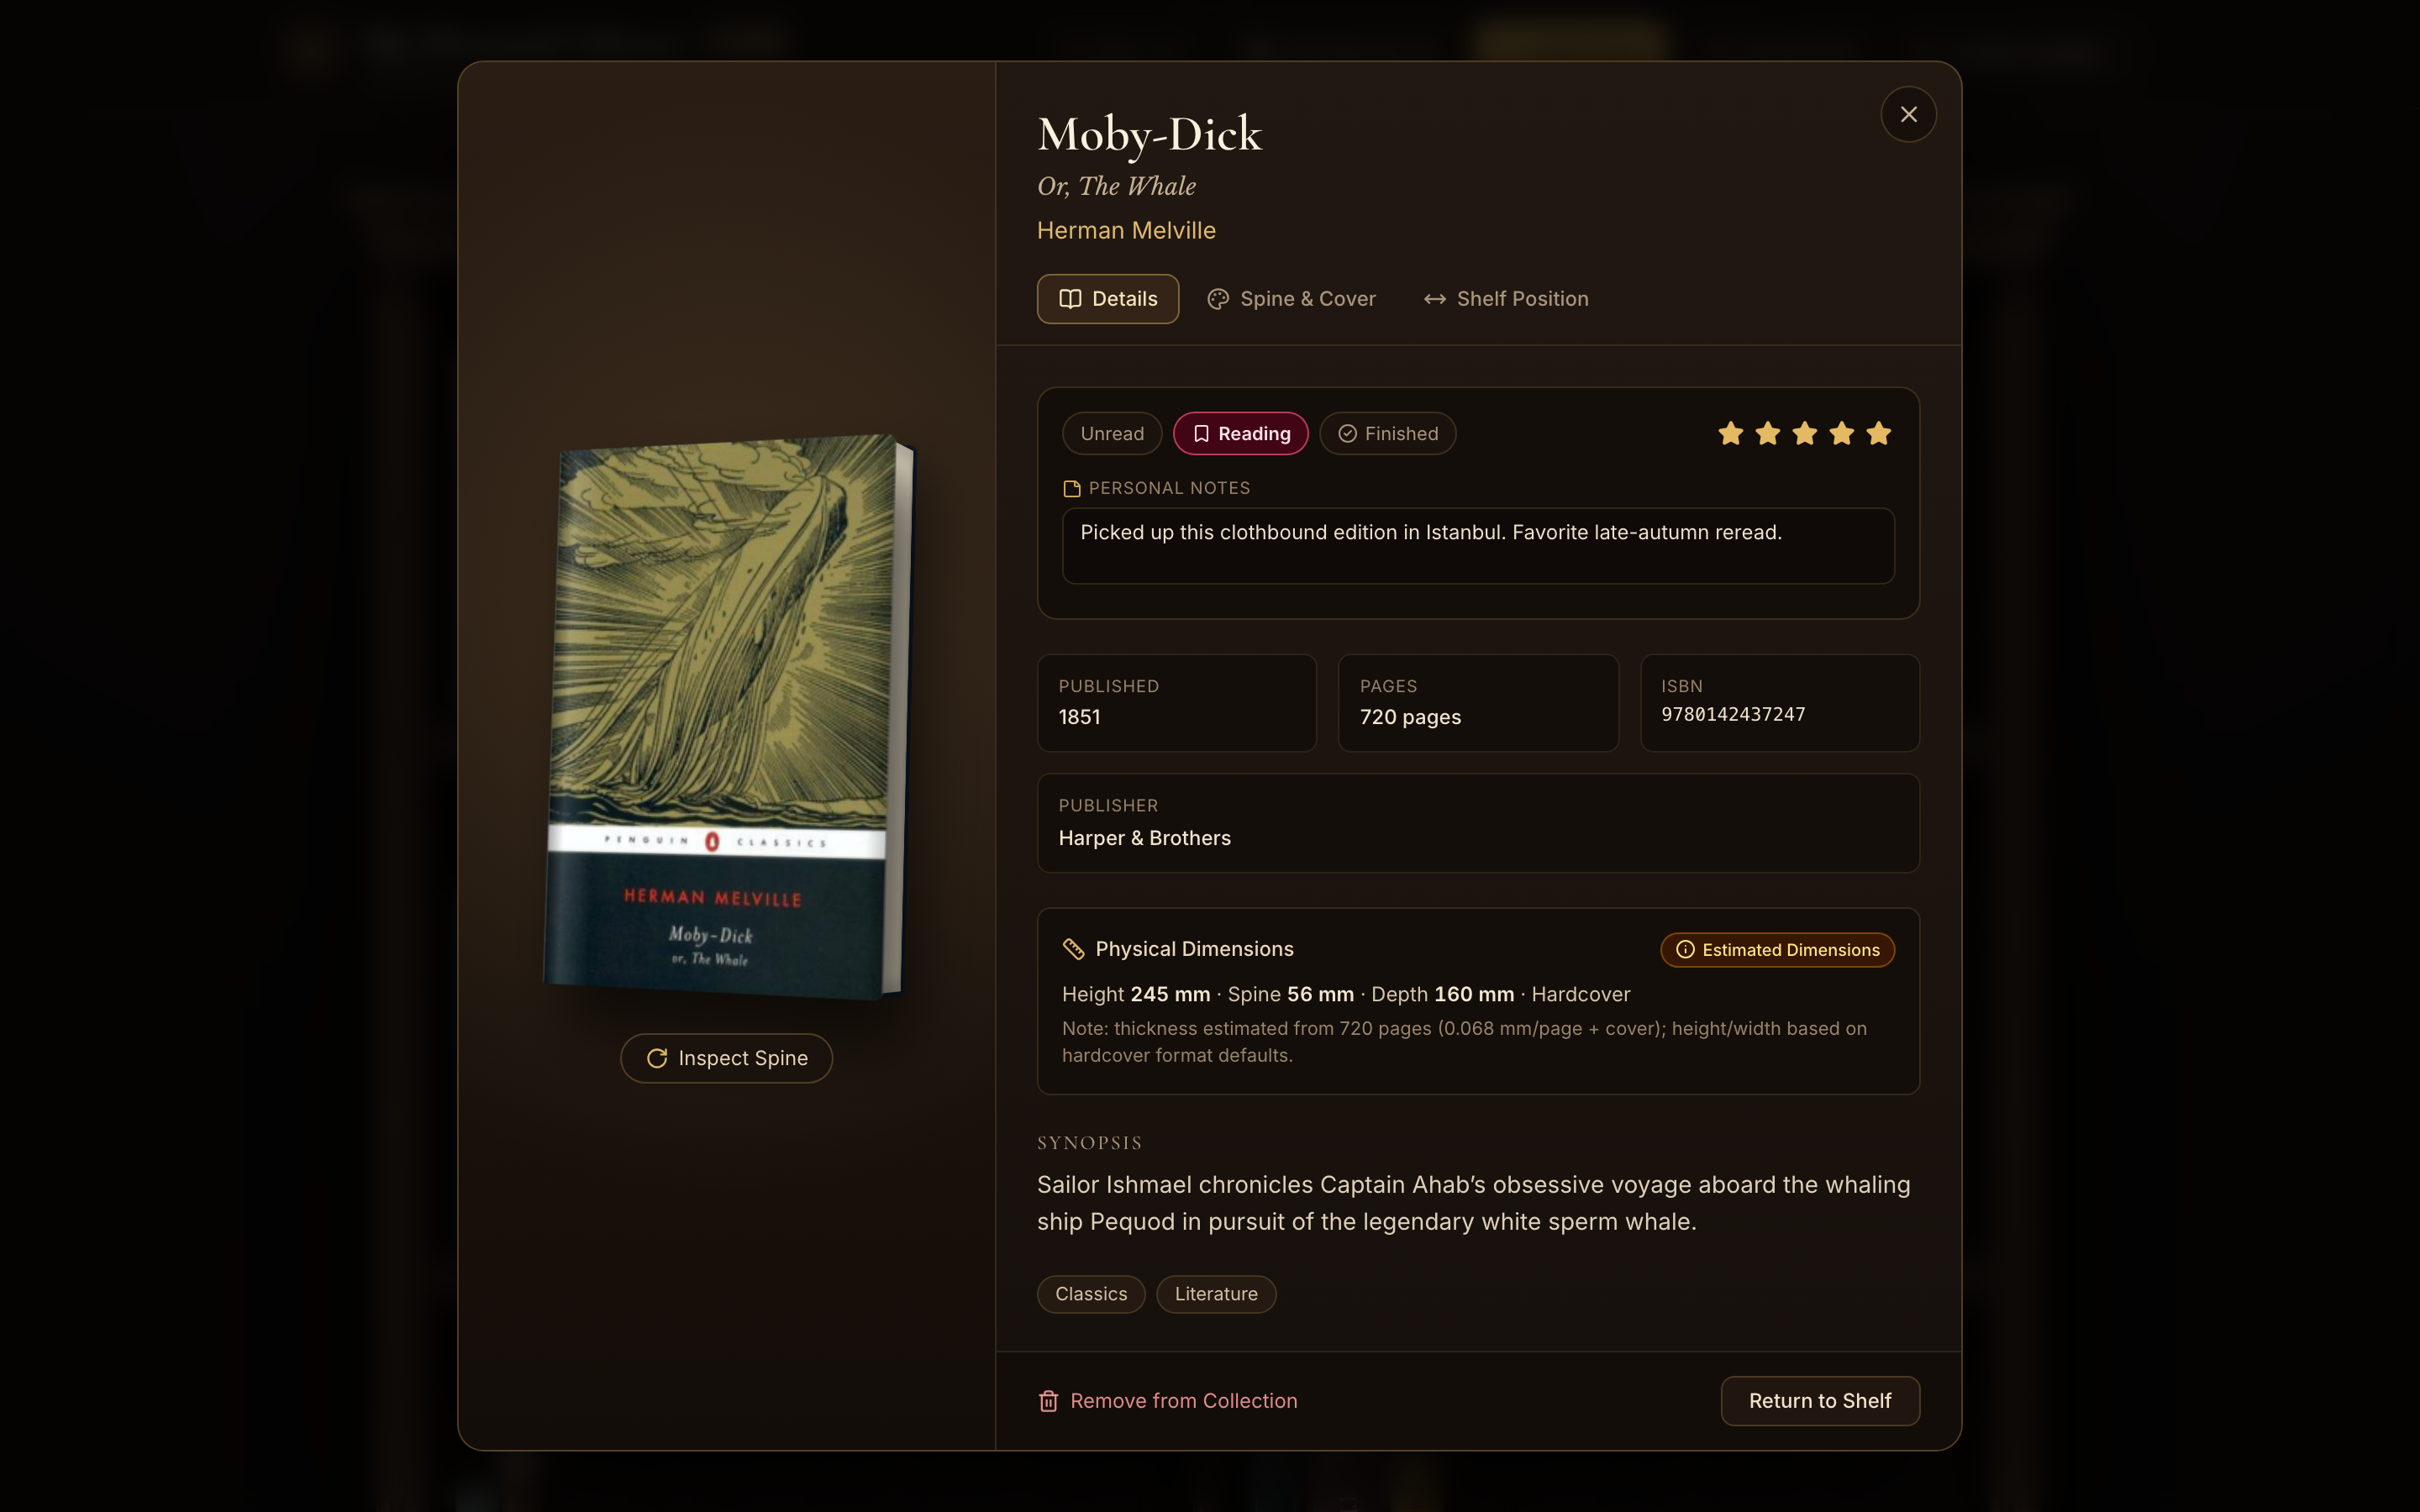 Moby-Dick
Or, The Whale
Herman Melville
Details
Spine & Cover
Shelf Position
Unread
Reading
Finished
PERSONAL NOTES
Picked up this clothbound edition in Istanbul. Favorite late-autumn reread.
PUBLISHED
1851
PAGES
720 pages
ISBN
9780142437247
PUBLISHER
Harper & Brothers
Physical Dimensions
Estimated Dimensions
Height 245 mm · Spine 56 mm · Depth 160 mm · Hardcover
Note: thickness estimated from 720 pages (0.068 mm/page + cover); height/width based on
hardcover format defaults.
SYNOPSIS
Sailor Ishmael chronicles Captain Ahab’s obsessive voyage aboard the whaling
ship Pequod in pursuit of the legendary white sperm whale.
Classics
Literature
Remove from Collection
Return to Shelf
PENGUIN CLASSICS
HERMAN MELVILLE
Moby-Dick
or, The Whale
Inspect Spine